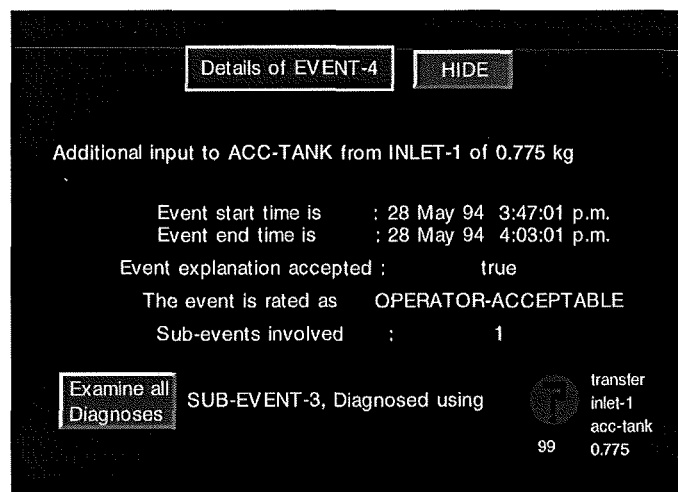 Details of EVENT-4 HIDE
Additional input to ACC-TANK from INLET-1 of 0.775 kg
Event start time is : 28 May 94 3:47:01 p.m.
Event end time is : 28 May 94 4:03:01 p.m.
Event explanation accepted : true
The event is rated as OPERATOR-ACCEPTABLE
Sub-events involved : 1
Examine all
Diagnoses
SUB-EVENT-3, Diagnosed using
transfer
inlet-1
acc-tank
99 0.775